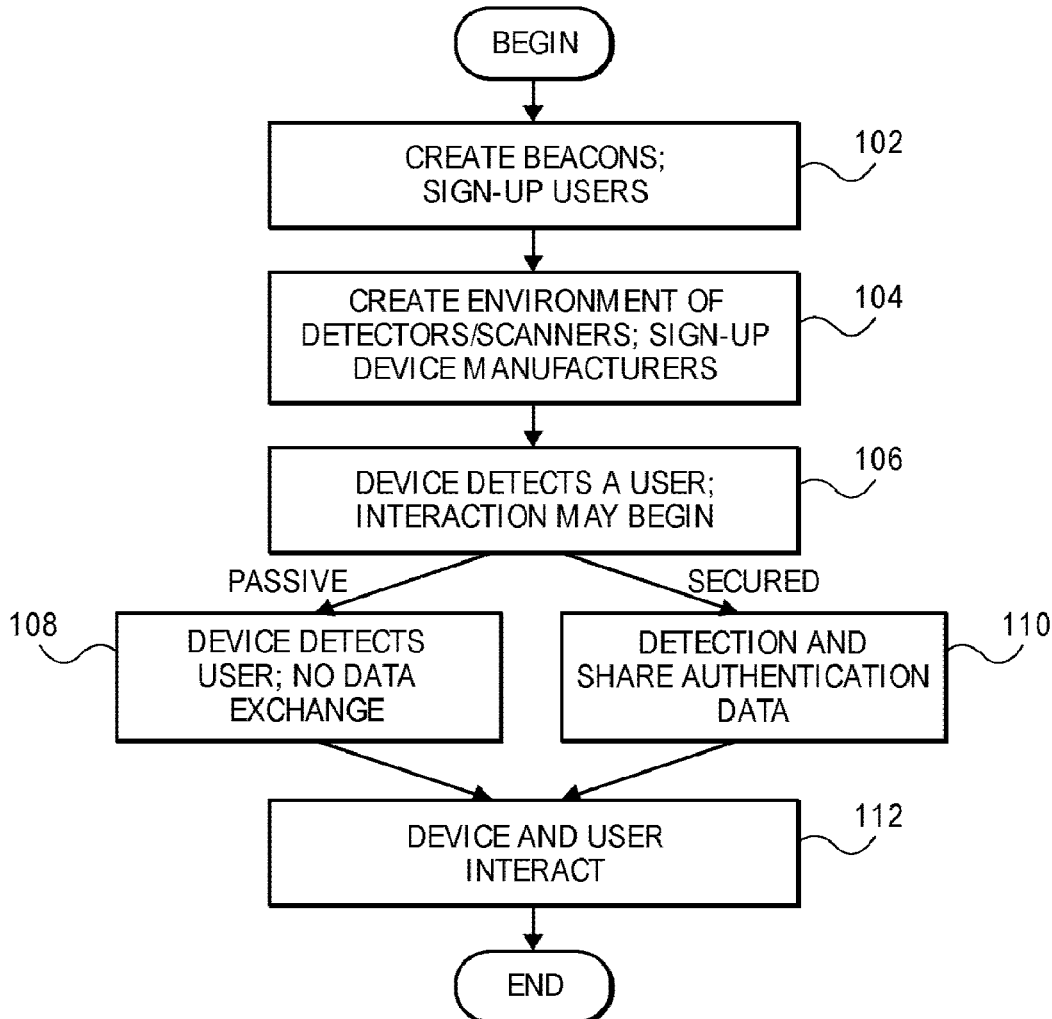 BEGIN
CREATE BEACONS;
SIGN-UP USERS
102
CREATE ENVIRONMENT OF
DETECTORS/SCANNERS; SIGN-UP
DEVICE MANUFACTURERS
104
DEVICE DETECTS A USER;
INTERACTION MAY BEGIN
106
PASSIVE
SECURED
108
DEVICE DETECTS
USER; NO DATA
EXCHANGE
DETECTION AND
SHARE AUTHENTICATION
DATA
110
DEVICE AND USER
INTERACT
112
END